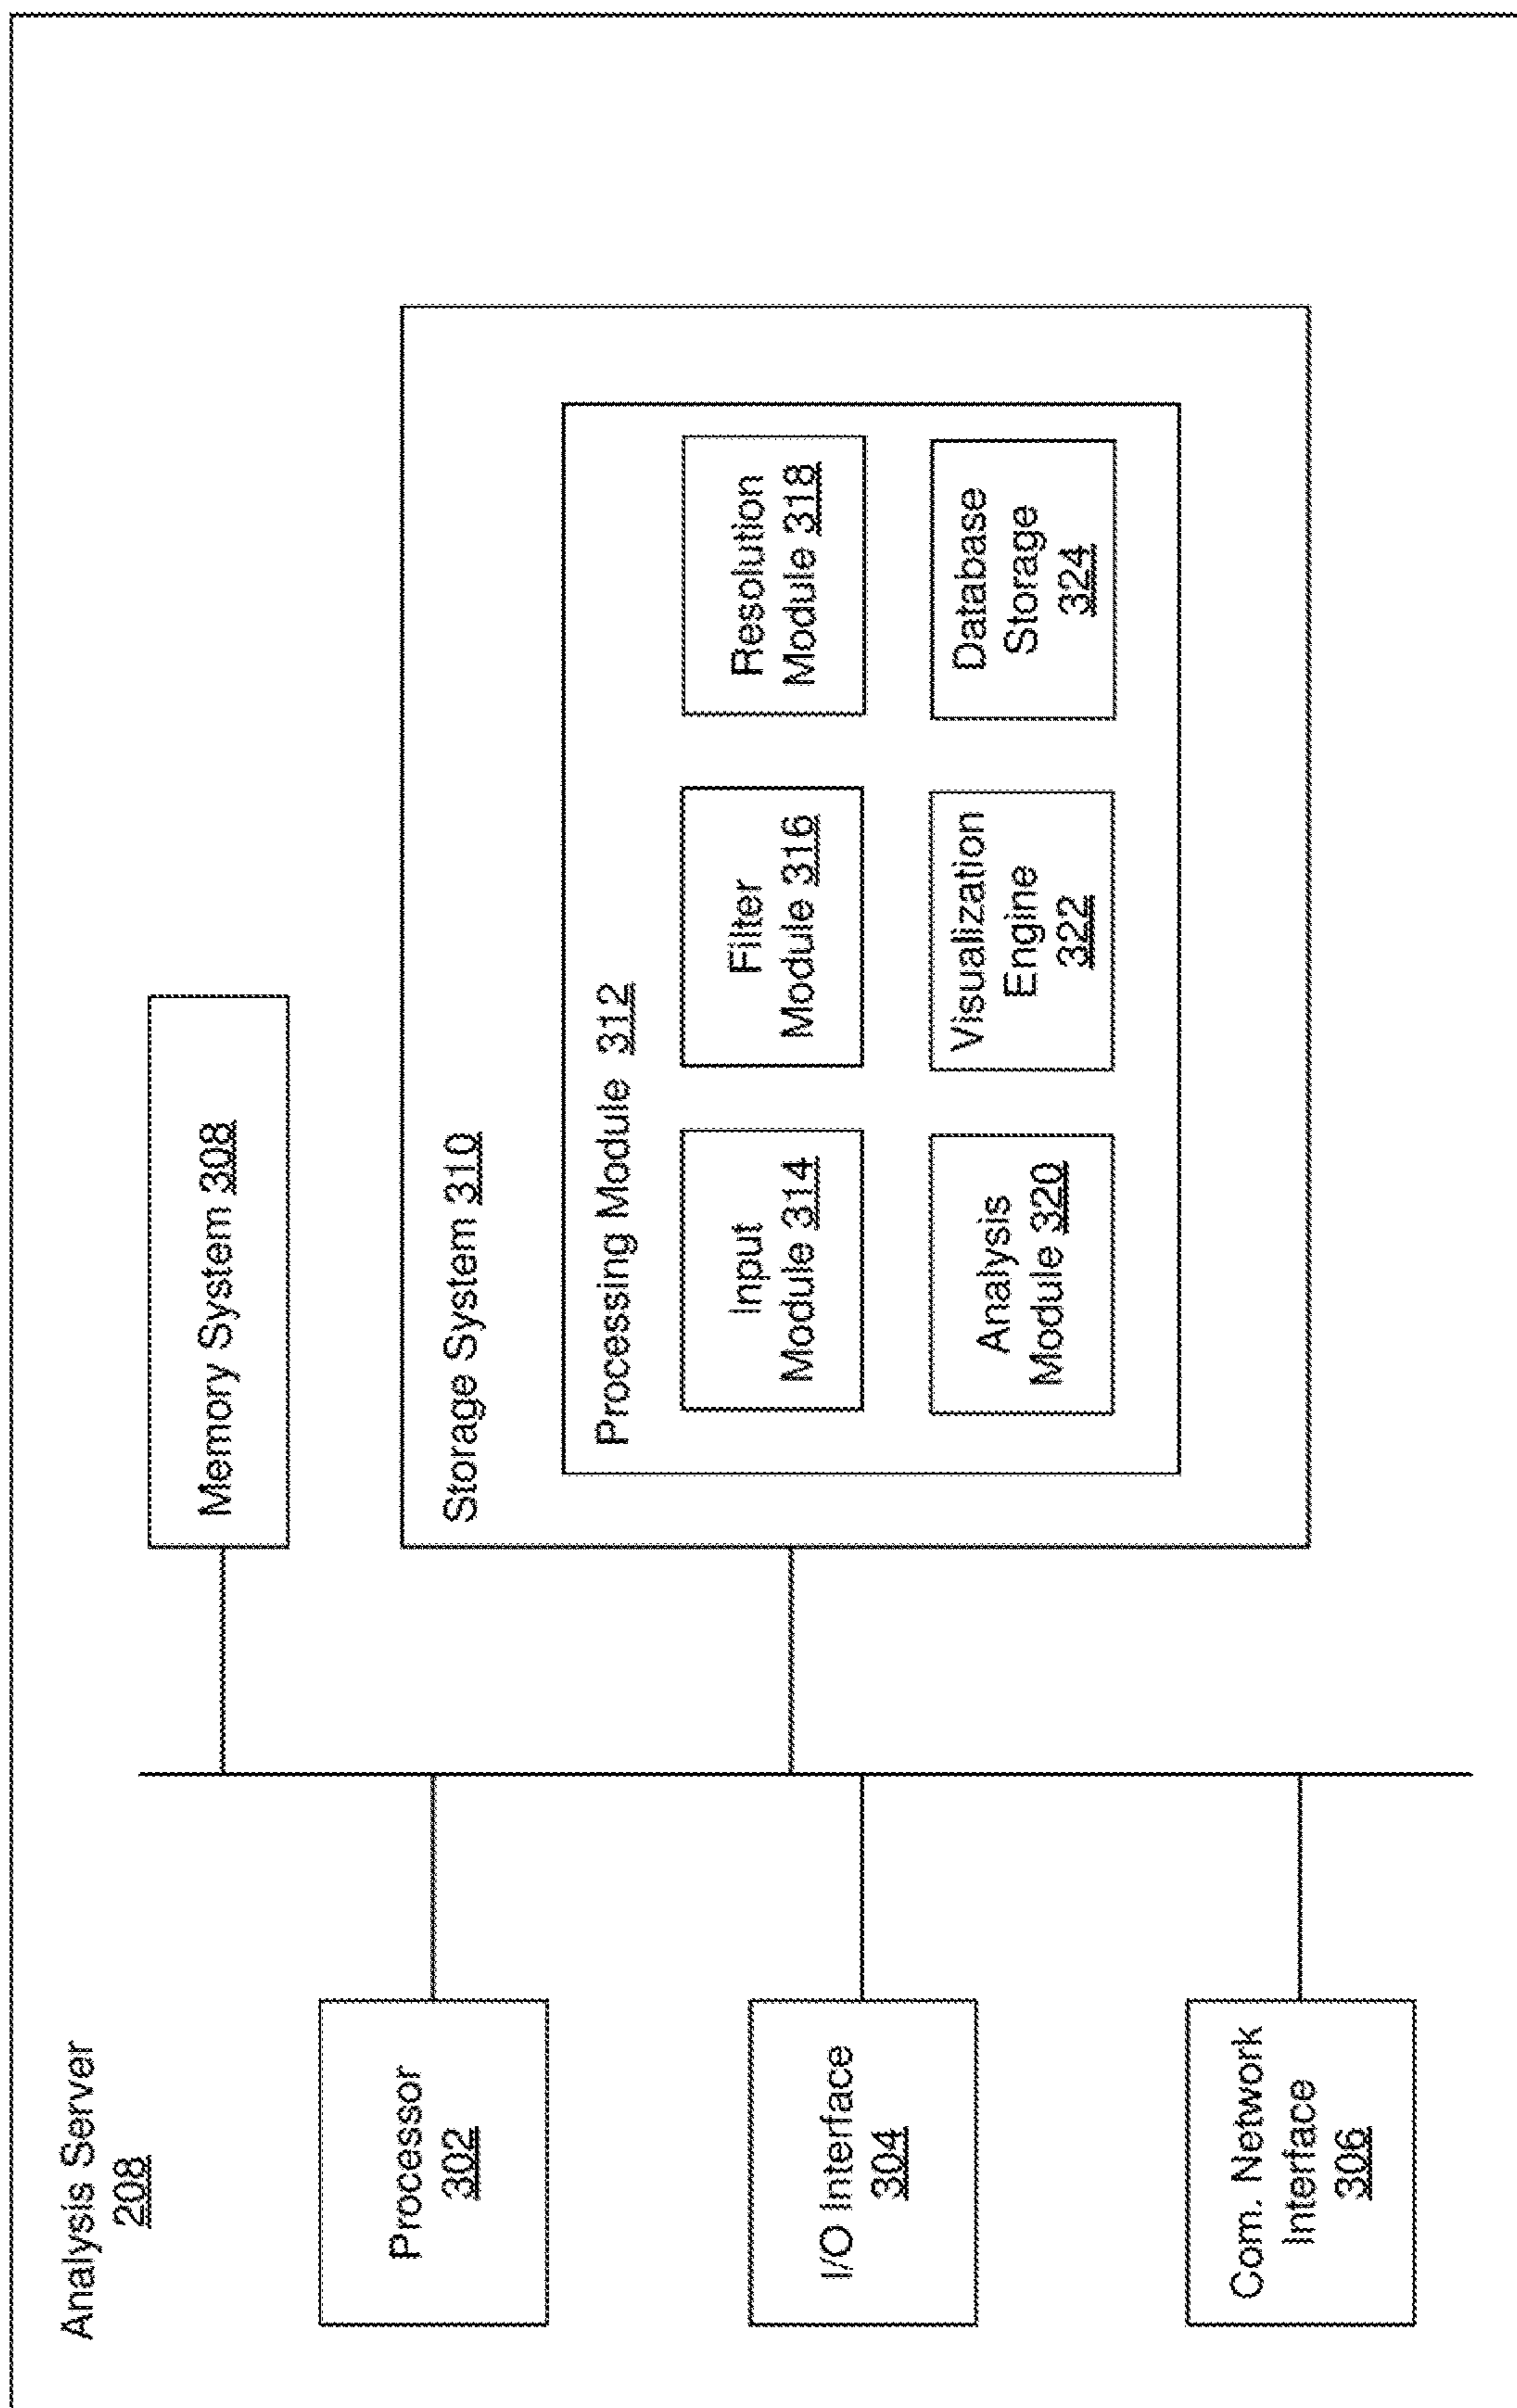 Analysis Server
208
Processor
302
I/O Interface
304
Com. Network
Interface
306
Memory System 308
Storage System 310
Processing Module 312
Input
Module 314
Filter
Module 316
Resolution
Module 318
Analysis
Module 320
Visualization
Engine
322
Database
Storage
324